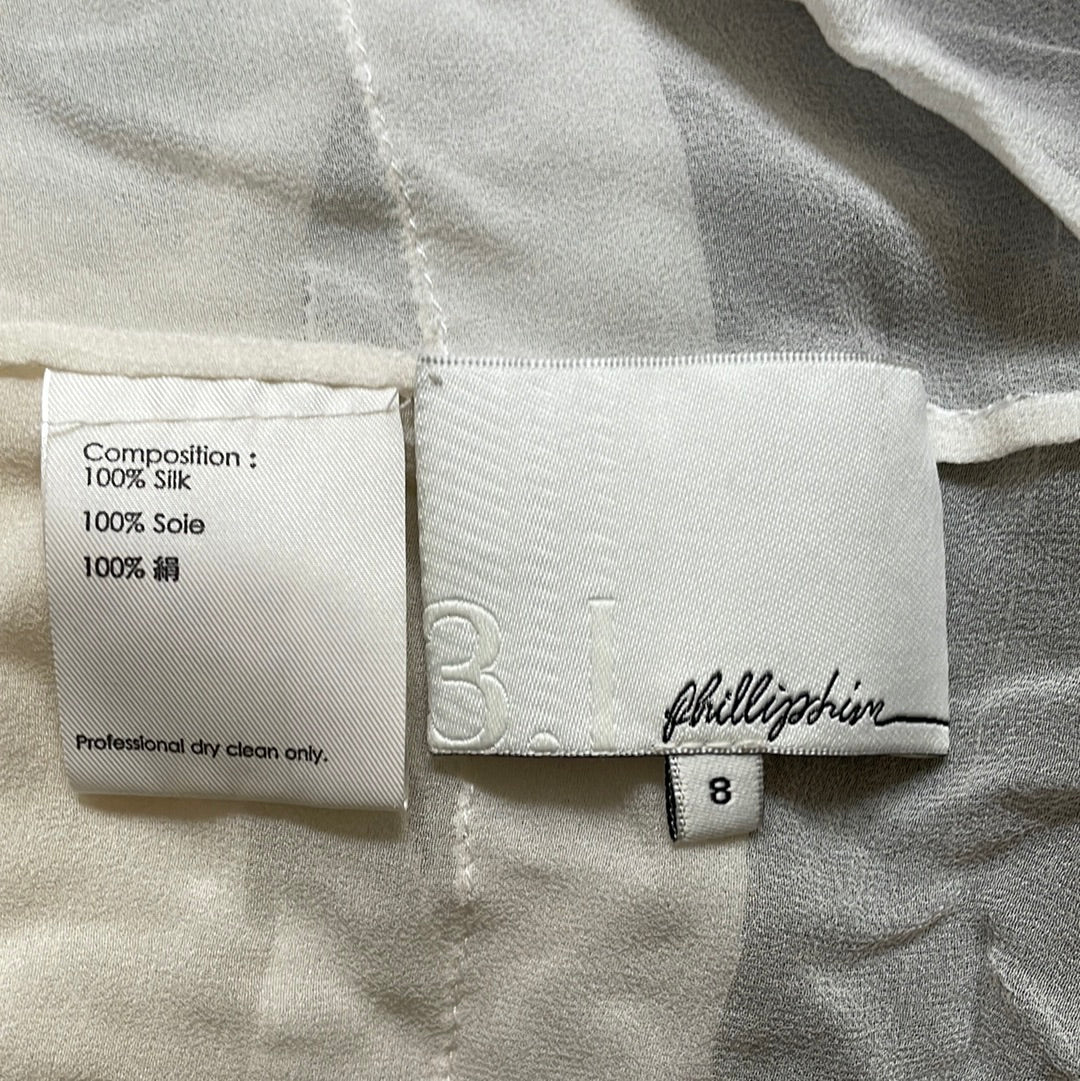 Composition :
100% Silk
100% Soie
100% 絹
Professional dry clean only.
3.1
phillip lim
8